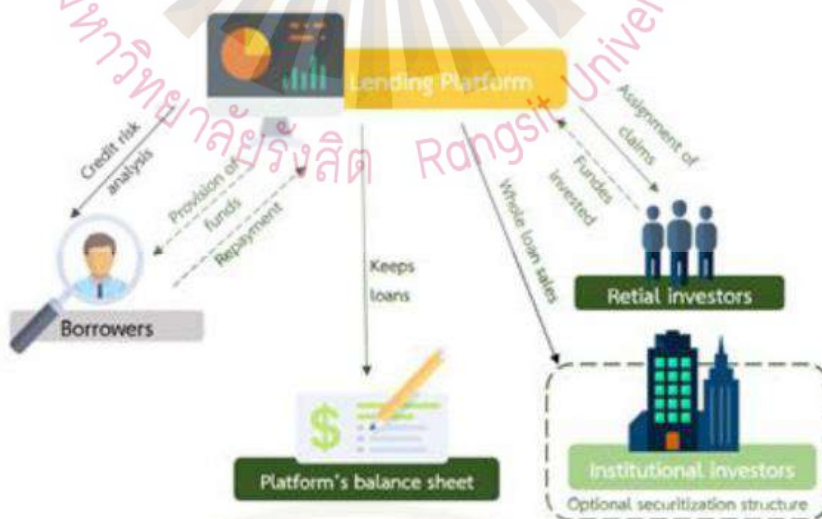 Lending Platform
มหาวิทยาลัยรังสิต Rangsit Univer
Credit risk
analysis
Provision of
funds
Repayment
Keeps
loans
Whole loan sales
Fundes
invested
Assignment of
claims
Borrowers
Retial investors
Platform's balance sheet
Institutional investors
Optional securitization structure